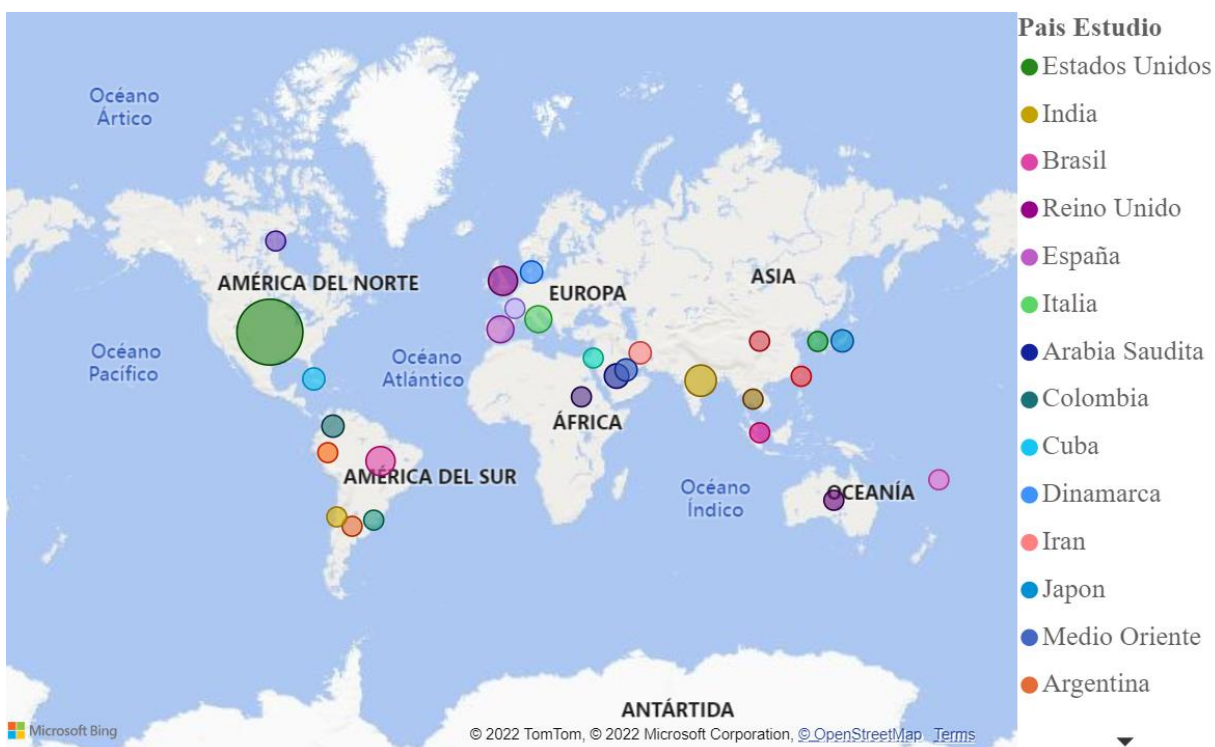 Océano
Ártico
AMÉRICA DEL NORTE
Océano
Pacífico
Océano
Atlántico
EUROPA
ASIA
ÁFRICA
AMÉRICA DEL SUR
Océano
Índico
OCEANÍA
ANTÁRTIDA
Microsoft Bing
© 2022 TomTom, © 2022 Microsoft Corporation, © OpenStreetMap Terms
Pais Estudio
Estados Unidos
India
Brasil
Reino Unido
España
Italia
Arabia Saudita
Colombia
Cuba
Dinamarca
Iran
Japon
Medio Oriente
Argentina